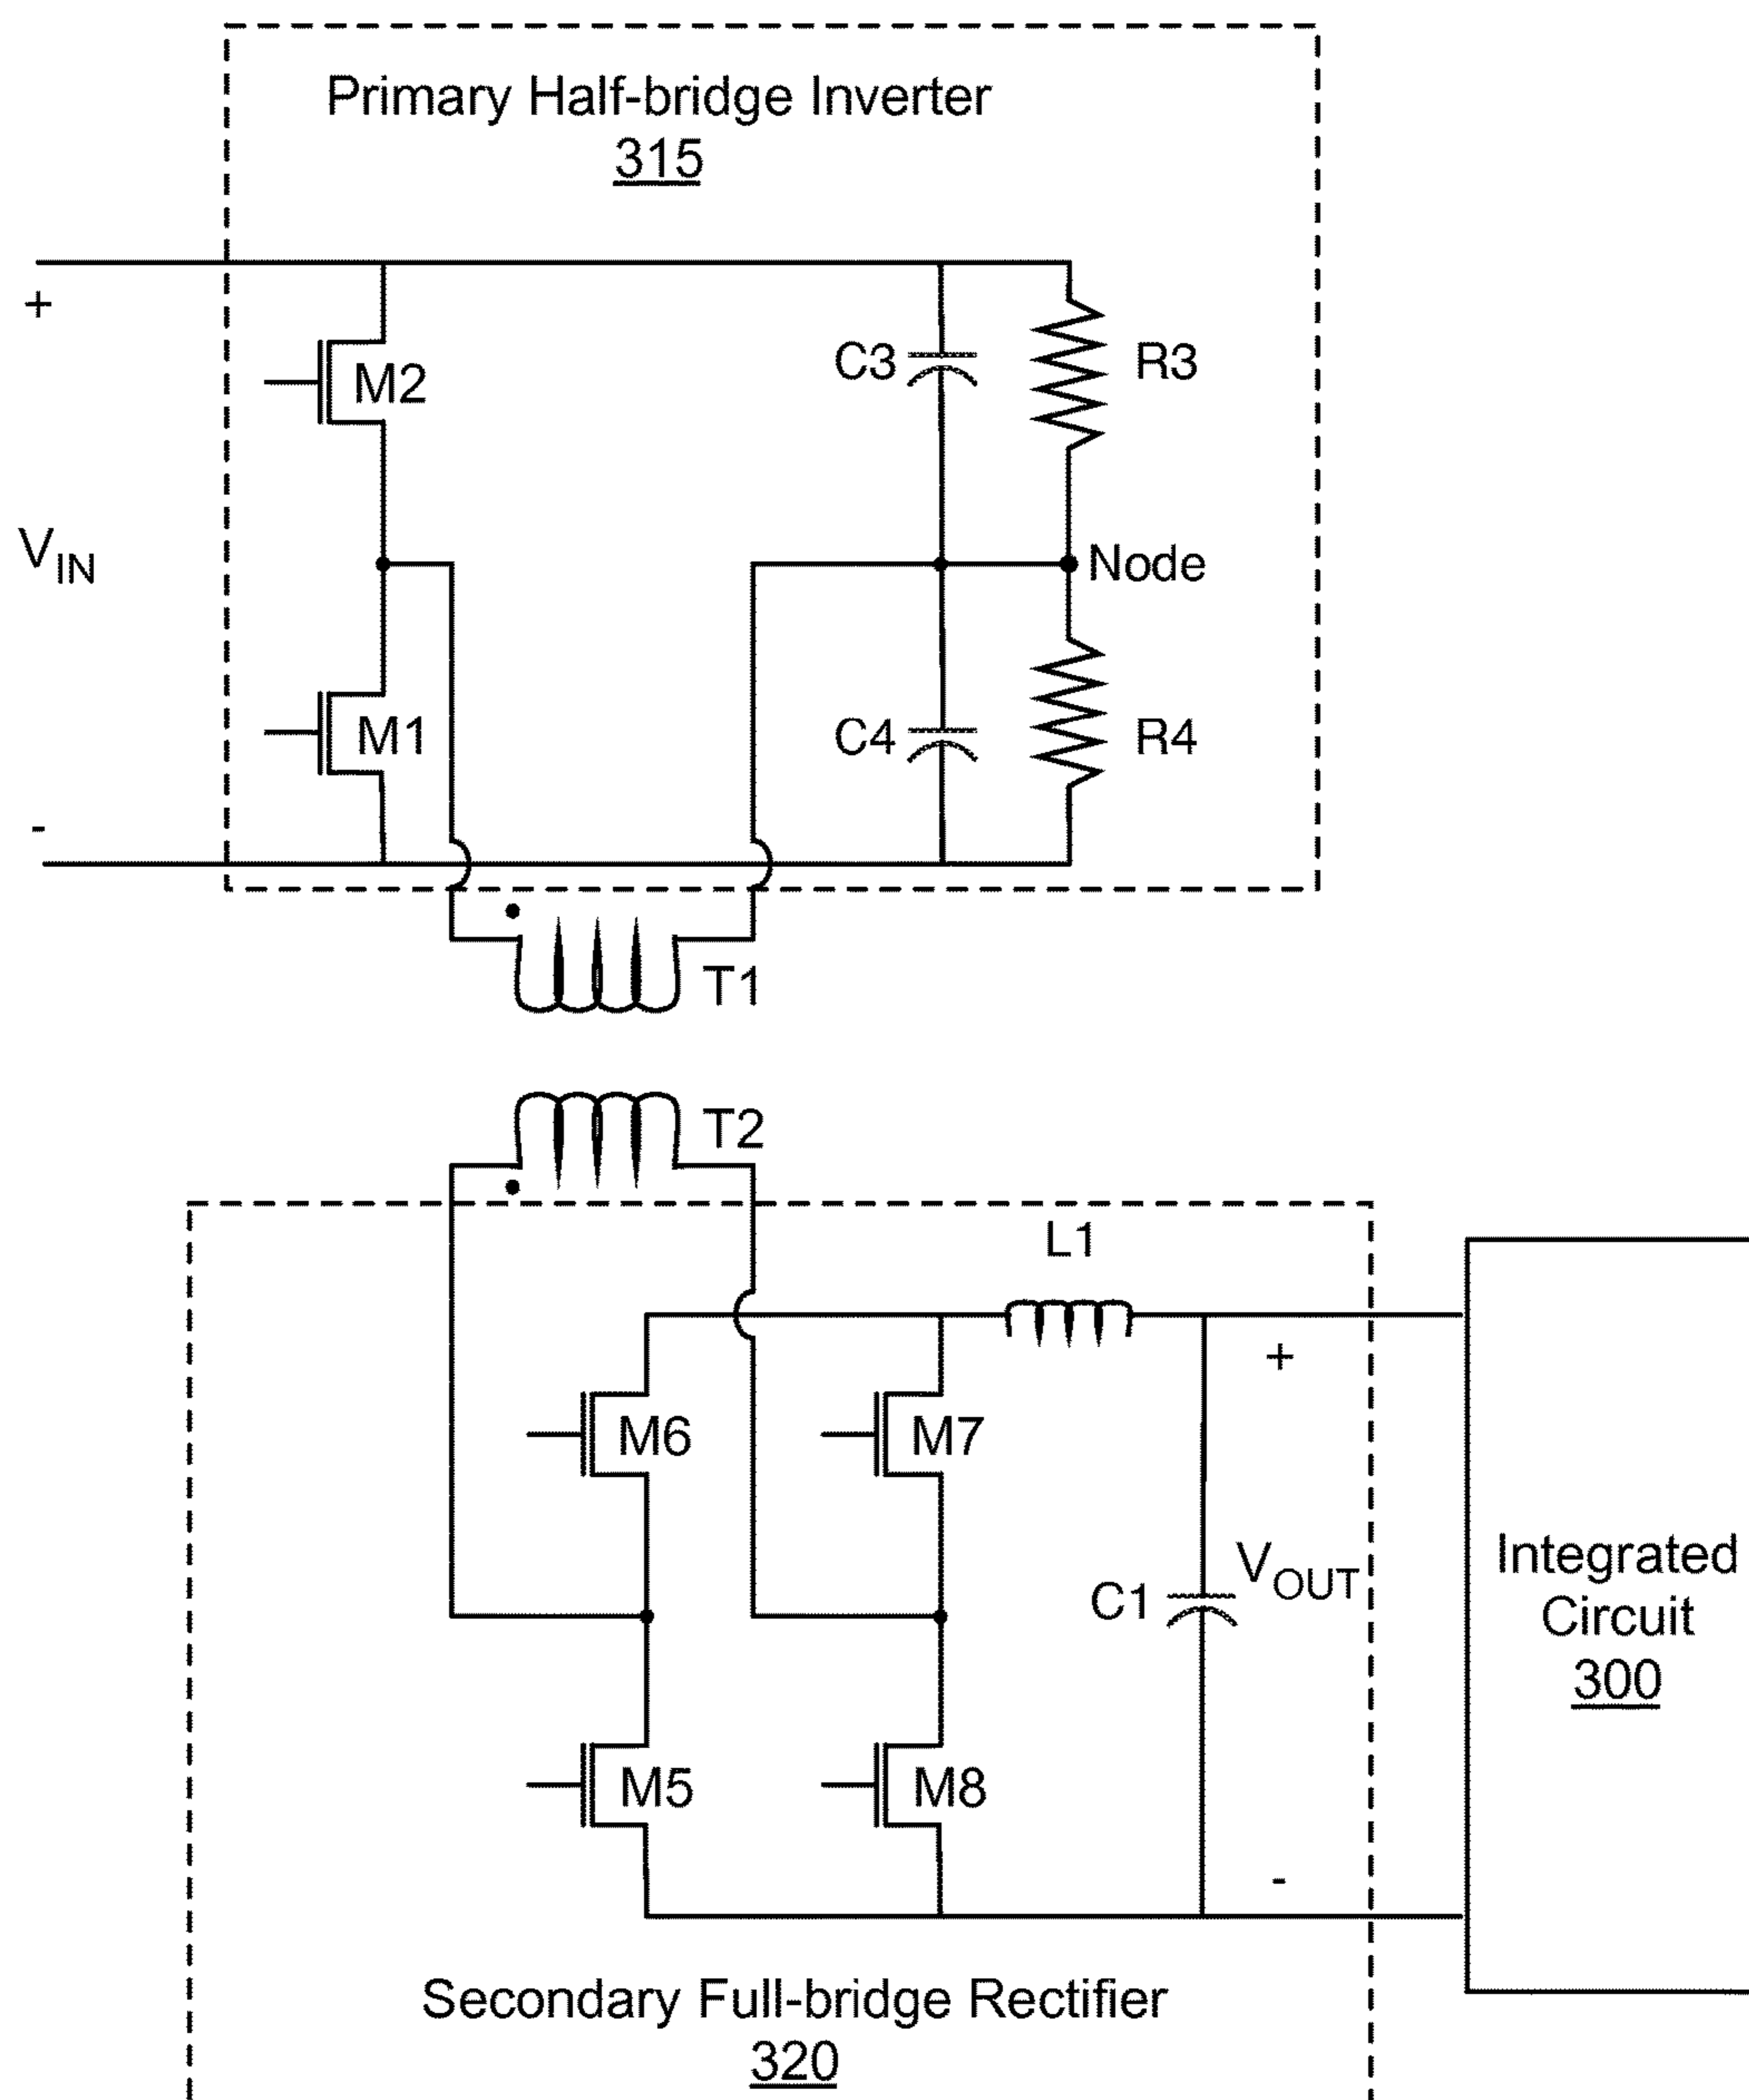 Primary Half-bridge Inverter
315
+
M2
C3
R3
VIN
Node
M1
C4
R4
-
T1
T2
L1
+
M6
M7
Integrated
Circuit
300
C1
VOUT
M5
M8
-
Secondary Full-bridge Rectifier
320